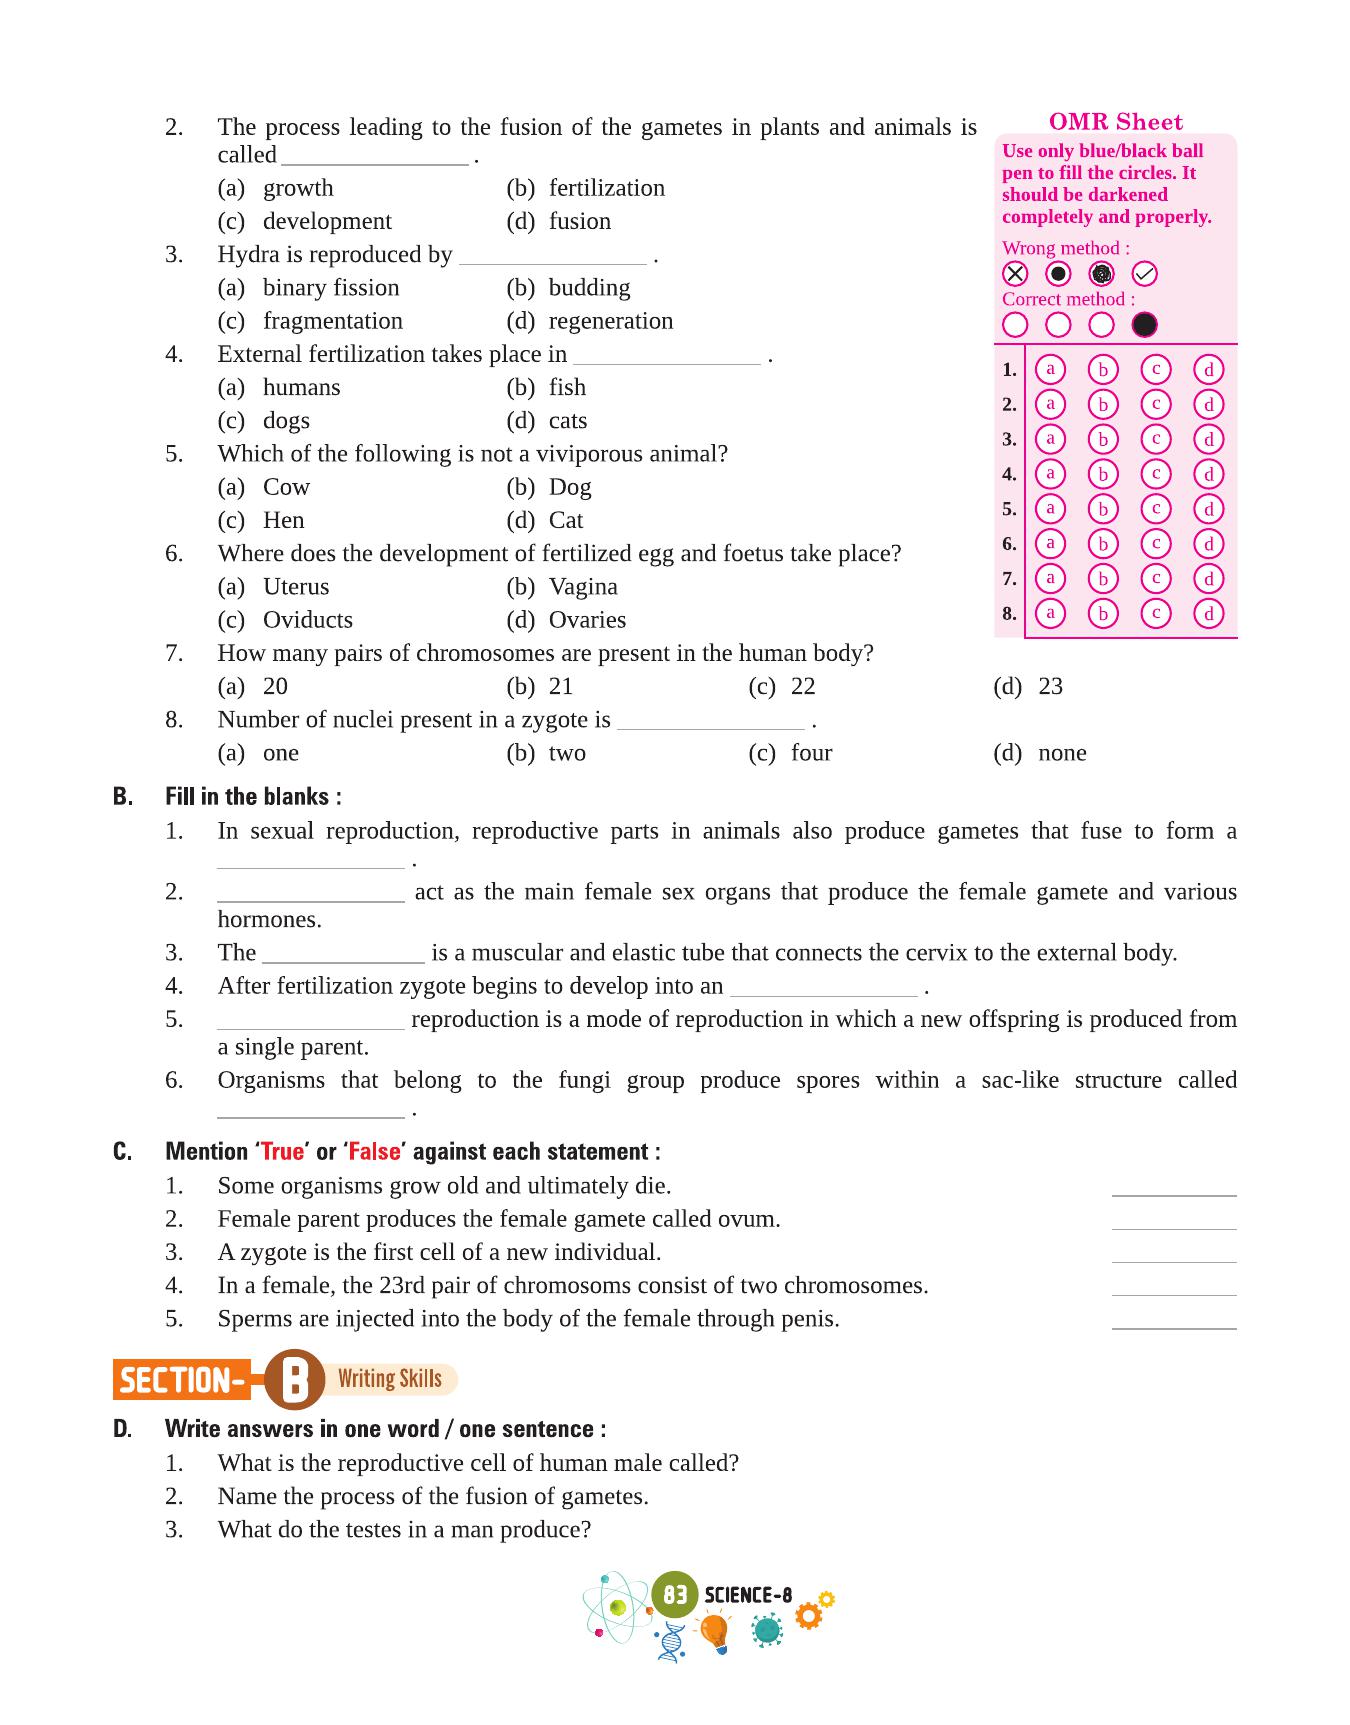 2. The process leading to the fusion of the gametes in plants and animals is
called _______________ .
(a) growth (b) fertilization
(c) development (d) fusion
3. Hydra is reproduced by _______________ .
(a) binary fission (b) budding
(c) fragmentation (d) regeneration
4. External fertilization takes place in _______________ .
(a) humans (b) fish
(c) dogs (d) cats
5. Which of the following is not a viviporous animal?
(a) Cow (b) Dog
(c) Hen (d) Cat
6. Where does the development of fertilized egg and foetus take place?
(a) Uterus (b) Vagina
(c) Oviducts (d) Ovaries
7. How many pairs of chromosomes are present in the human body?
(a) 20 (b) 21 (c) 22 (d) 23
8. Number of nuclei present in a zygote is _______________ .
(a) one (b) two (c) four (d) none
OMR Sheet
Use only blue/black ball
pen to fill the circles. It
should be darkened
completely and properly.
Wrong method :
Correct method :
1. a b c d
2. a b c d
3. a b c d
4. a b c d
5. a b c d
6. a b c d
7. a b c d
8. a b c d
B. Fill in the blanks :
1. In sexual reproduction, reproductive parts in animals also produce gametes that fuse to form a
_______________ .
2. _______________ act as the main female sex organs that produce the female gamete and various
hormones.
3. The _____________ is a muscular and elastic tube that connects the cervix to the external body.
4. After fertilization zygote begins to develop into an _______________ .
5. _______________ reproduction is a mode of reproduction in which a new offspring is produced from
a single parent.
6. Organisms that belong to the fungi group produce spores within a sac-like structure called
_______________ .
C. Mention ‘True’ or ‘False’ against each statement :
1. Some organisms grow old and ultimately die. __________
2. Female parent produces the female gamete called ovum. __________
3. A zygote is the first cell of a new individual. __________
4. In a female, the 23rd pair of chromosoms consist of two chromosomes. __________
5. Sperms are injected into the body of the female through penis. __________
SECTION- B Writing Skills
D. Write answers in one word / one sentence :
1. What is the reproductive cell of human male called?
2. Name the process of the fusion of gametes.
3. What do the testes in a man produce?
83 SCIENCE-8